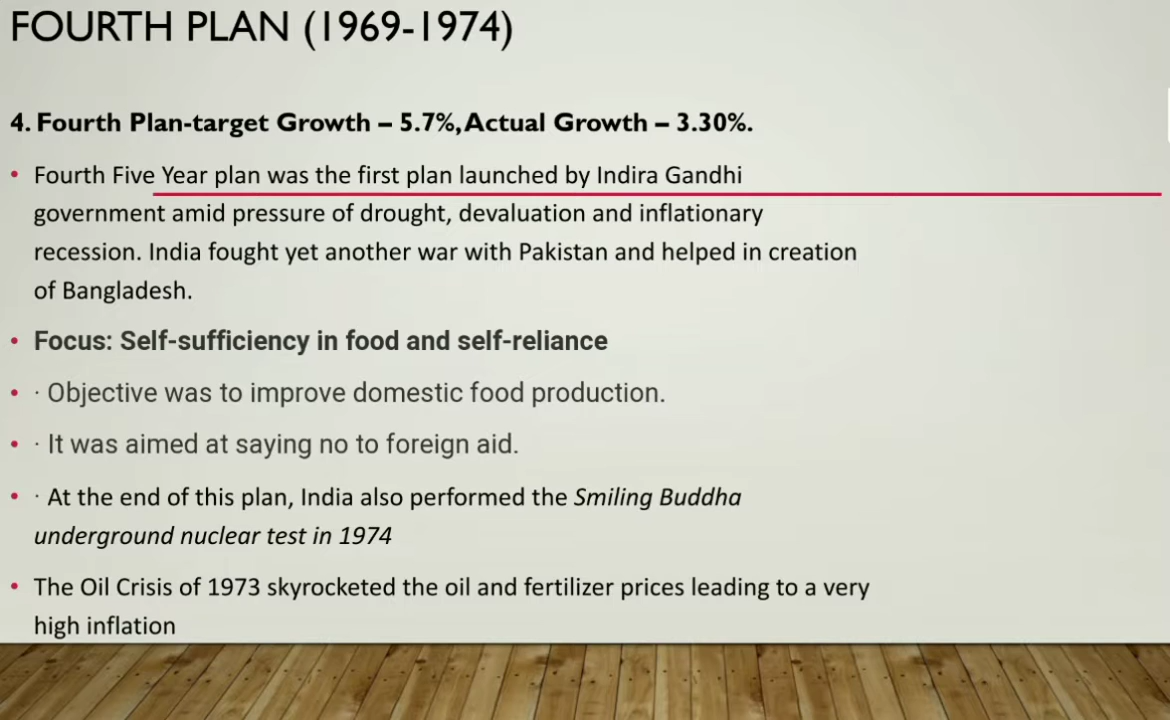 FOURTH PLAN (1969-1974)
4. Fourth Plan-target Growth – 5.7%, Actual Growth – 3.30%.
• Fourth Five Year plan was the first plan launched by Indira Gandhi
government amid pressure of drought, devaluation and inflationary
recession. India fought yet another war with Pakistan and helped in creation
of Bangladesh.
• Focus: Self-sufficiency in food and self-reliance
• · Objective was to improve domestic food production.
• · It was aimed at saying no to foreign aid.
• · At the end of this plan, India also performed the Smiling Buddha
underground nuclear test in 1974
• The Oil Crisis of 1973 skyrocketed the oil and fertilizer prices leading to a very
high inflation